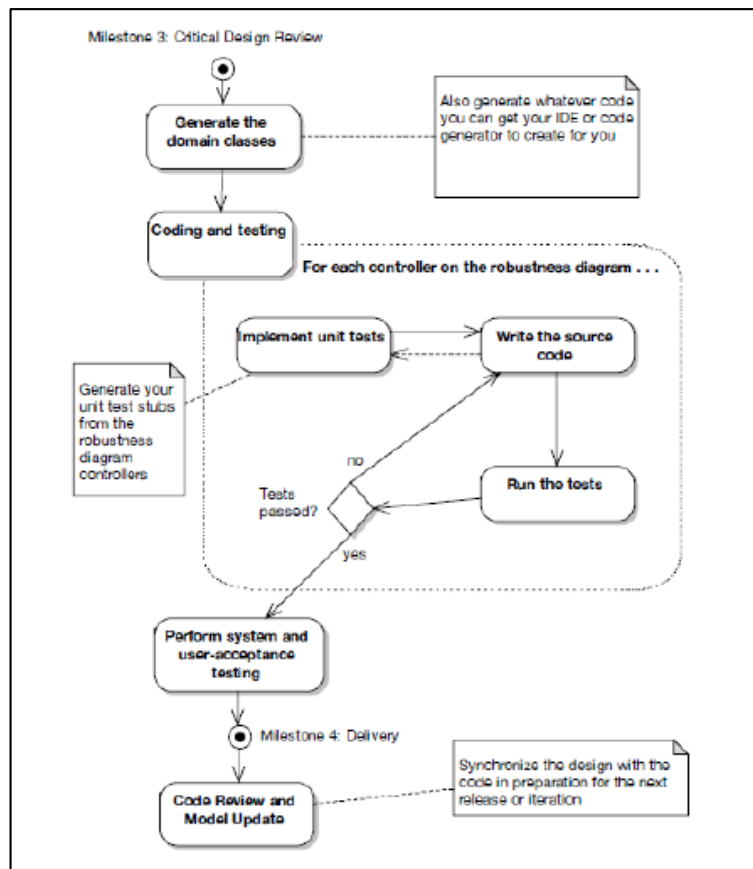 Milestone 3: Critical Design Review
Generate the
domain classes
Also generate whatever code
you can get your IDE or code
generator to create for you
Coding and testing
For each controller on the robustness diagram . . .
Implement unit tests
Write the source
code
Generate your
unit test stubs
from the
robustness
diagram
controllers
no
Tests
passed?
Run the tests
yes
Perform system and
user-acceptance
testing
Milestone 4: Delivery
Synchronize the design with the
code in preparation for the next
release or iteration
Code Review and
Model Update